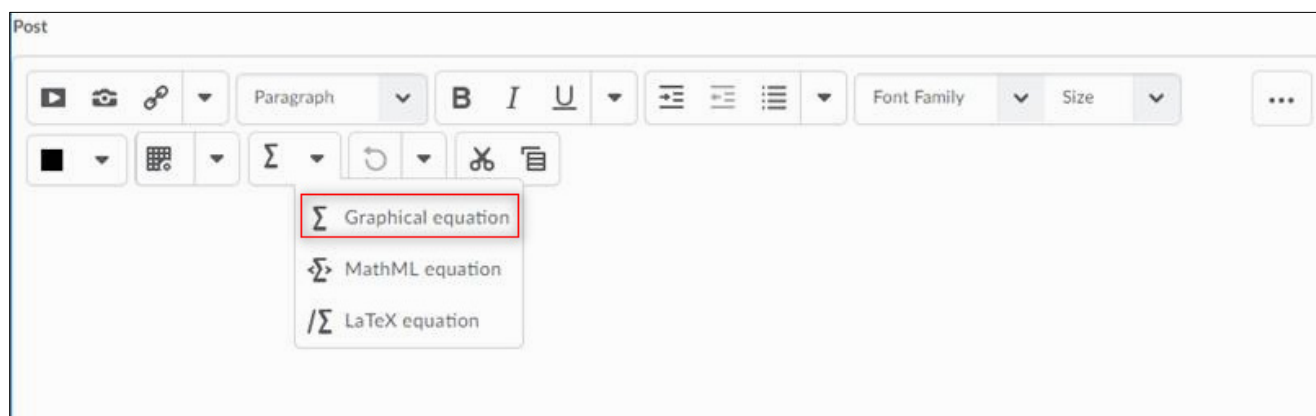 Post
Paragraph B I U Font Family Size ...
Σ
Σ Graphical equation
<Σ> MathML equation
/Σ LaTeX equation